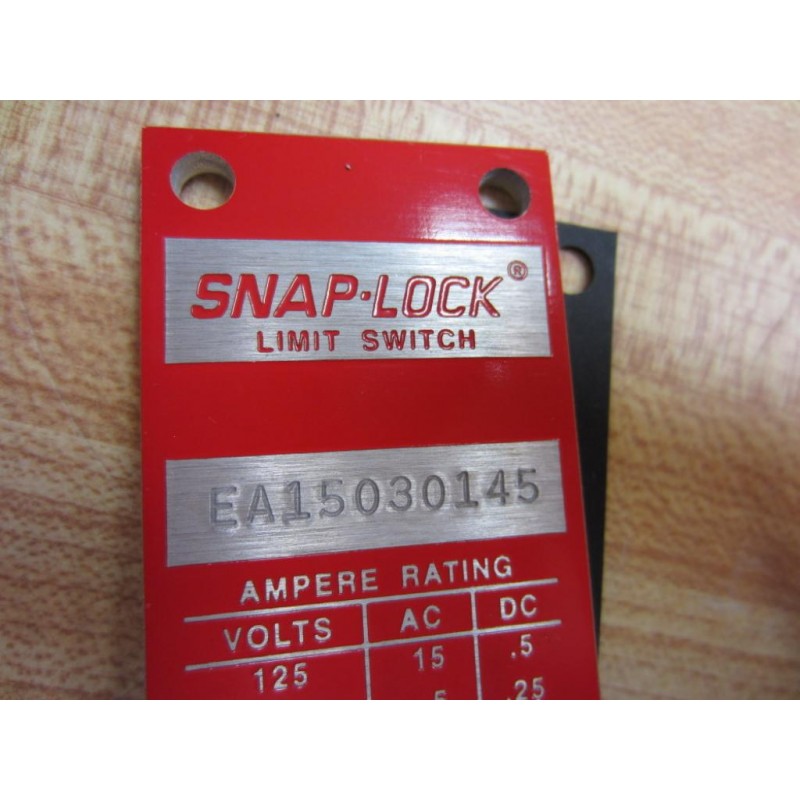 SNAP·LOCK®
LIMIT SWITCH
EA15030145
AMPERE RATING
VOLTS AC DC
125 15 .5
.25